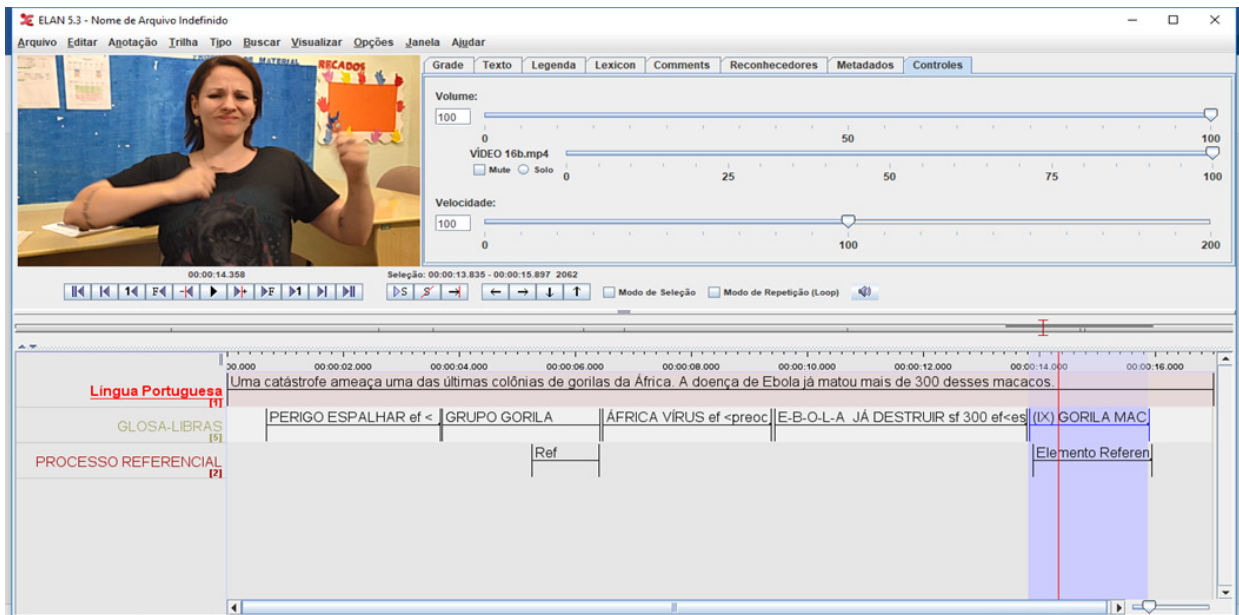 ELAN 5.3 - Nome de Arquivo Indefinido
Arquivo Editar Anotação Trilha Tipo Buscar Visualizar Opções Janela Ajudar
RECADOS
Grade Texto Legenda Lexicon Comments Reconhecedores Metadados Controles
Volume:
100
0 50 100
VÍDEO 16b.mp4
Mute Solo
0 25 50 75 100
Velocidade:
100
0 100 200
00:00:14.358
Seleção: 00:00:13.835 - 00:00:15.897 2062
Modo de Seleção Modo de Repetição (Loop)
00.000 00:00:02.000 00:00:04.000 00:00:06.000 00:00:08.000 00:00:10.000 00:00:12.000 00:00:14.000 00:00:16.000
Língua Portuguesa
[1]
Uma catástrofe ameaça uma das últimas colônias de gorilas da África. A doença de Ebola já matou mais de 300 desses macacos.
GLOSA-LIBRAS
[5]
PERIGO ESPALHAR ef < GRUPO GORILA ÁFRICA VÍRUS ef <preoc E-B-O-L-A JÁ DESTRUIR sf 300 ef<es (IX) GORILA MAC
PROCESSO REFERENCIAL
[2]
Ref Elemento Referen